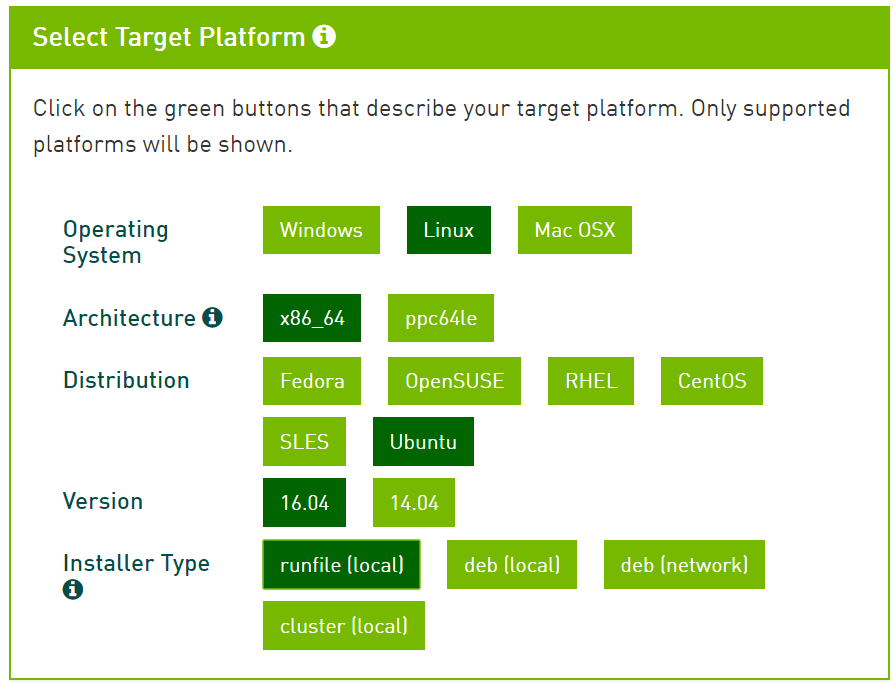 Select Target Platform
Click on the green buttons that describe your target platform. Only supported
platforms will be shown.
Operating
System
Windows
Linux
Mac OSX
Architecture
x86_64
ppc64le
Distribution
Fedora
OpenSUSE
RHEL
CentOS
SLES
Ubuntu
Version
16.04
14.04
Installer Type
runfile (local)
deb (local)
deb (network)
cluster (local)